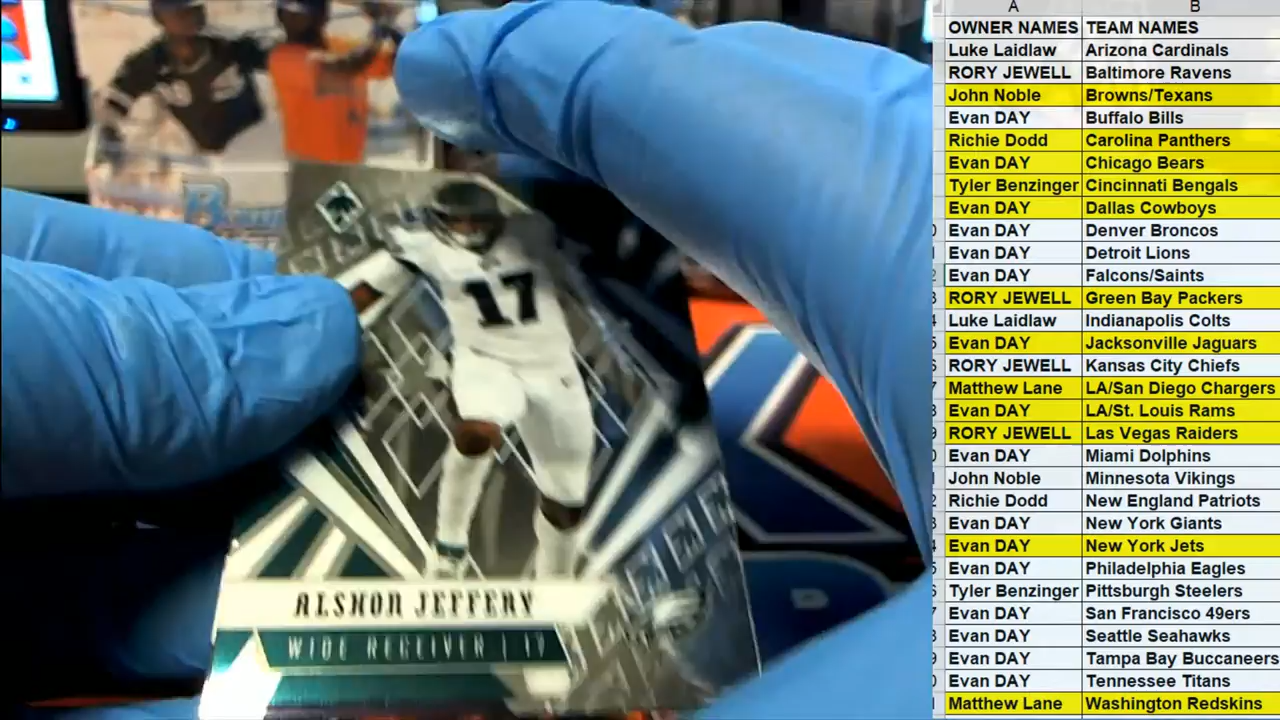 17
ALSHON JEFFERY
WIDE RECEIVER | 17
A B
OWNER NAMES TEAM NAMES
Luke Laidlaw Arizona Cardinals
RORY JEWELL Baltimore Ravens
John Noble Browns/Texans
Evan DAY Buffalo Bills
Richie Dodd Carolina Panthers
Evan DAY Chicago Bears
Tyler Benzinger Cincinnati Bengals
Evan DAY Dallas Cowboys
Evan DAY Denver Broncos
Evan DAY Detroit Lions
Evan DAY Falcons/Saints
RORY JEWELL Green Bay Packers
Luke Laidlaw Indianapolis Colts
Evan DAY Jacksonville Jaguars
RORY JEWELL Kansas City Chiefs
Matthew Lane LA/San Diego Chargers
Evan DAY LA/St. Louis Rams
RORY JEWELL Las Vegas Raiders
Evan DAY Miami Dolphins
John Noble Minnesota Vikings
Richie Dodd New England Patriots
Evan DAY New York Giants
Evan DAY New York Jets
Evan DAY Philadelphia Eagles
Tyler Benzinger Pittsburgh Steelers
Evan DAY San Francisco 49ers
Evan DAY Seattle Seahawks
Evan DAY Tampa Bay Buccaneers
Evan DAY Tennessee Titans
Matthew Lane Washington Redskins